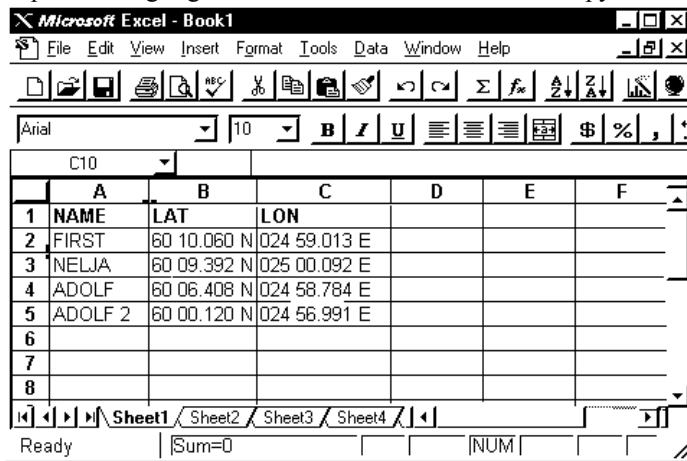 Microsoft Excel - Book1
File Edit View Insert Format Tools Data Window Help
ABC Σ fx A Z Z A
Arial 10 B I U a $ % ,
C10
A B C D E F
1 NAME LAT LON
2 FIRST 60 10.060 N 024 59.013 E
3 NELJA 60 09.392 N 025 00.092 E
4 ADOLF 60 06.408 N 024 58.784 E
5 ADOLF 2 60 00.120 N 024 56.991 E
6
7
8
Sheet1 Sheet2 Sheet3 Sheet4
Ready Sum=0 NUM